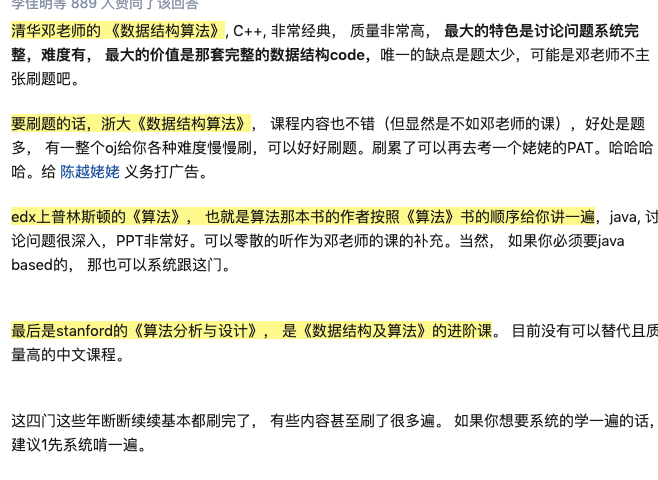 李佳明等 889 人赞同了该回答
清华邓老师的 《数据结构算法》, C++, 非常经典， 质量非常高， 最大的特色是讨论问题系统完
整，难度有， 最大的价值是那套完整的数据结构code，唯一的缺点是题太少，可能是邓老师不主
张刷题吧。
要刷题的话，浙大《数据结构算法》， 课程内容也不错（但显然是不如邓老师的课），好处是题
多， 有一整个oj给你各种难度慢慢刷，可以好好刷题。刷累了可以再去考一个姥姥的PAT。哈哈哈
哈。给 陈越姥姥 义务打广告。
edx上普林斯顿的《算法》， 也就是算法那本书的作者按照《算法》书的顺序给你讲一遍，java, 讨
论问题很深入，PPT非常好。可以零散的听作为邓老师的课的补充。当然， 如果你必须要java
based的， 那也可以系统跟这门。
最后是stanford的《算法分析与设计》， 是《数据结构及算法》的进阶课。 目前没有可以替代且质
量高的中文课程。
这四门这些年断断续续基本都刷完了， 有些内容甚至刷了很多遍。 如果你想要系统的学一遍的话，
建议1先系统啃一遍。